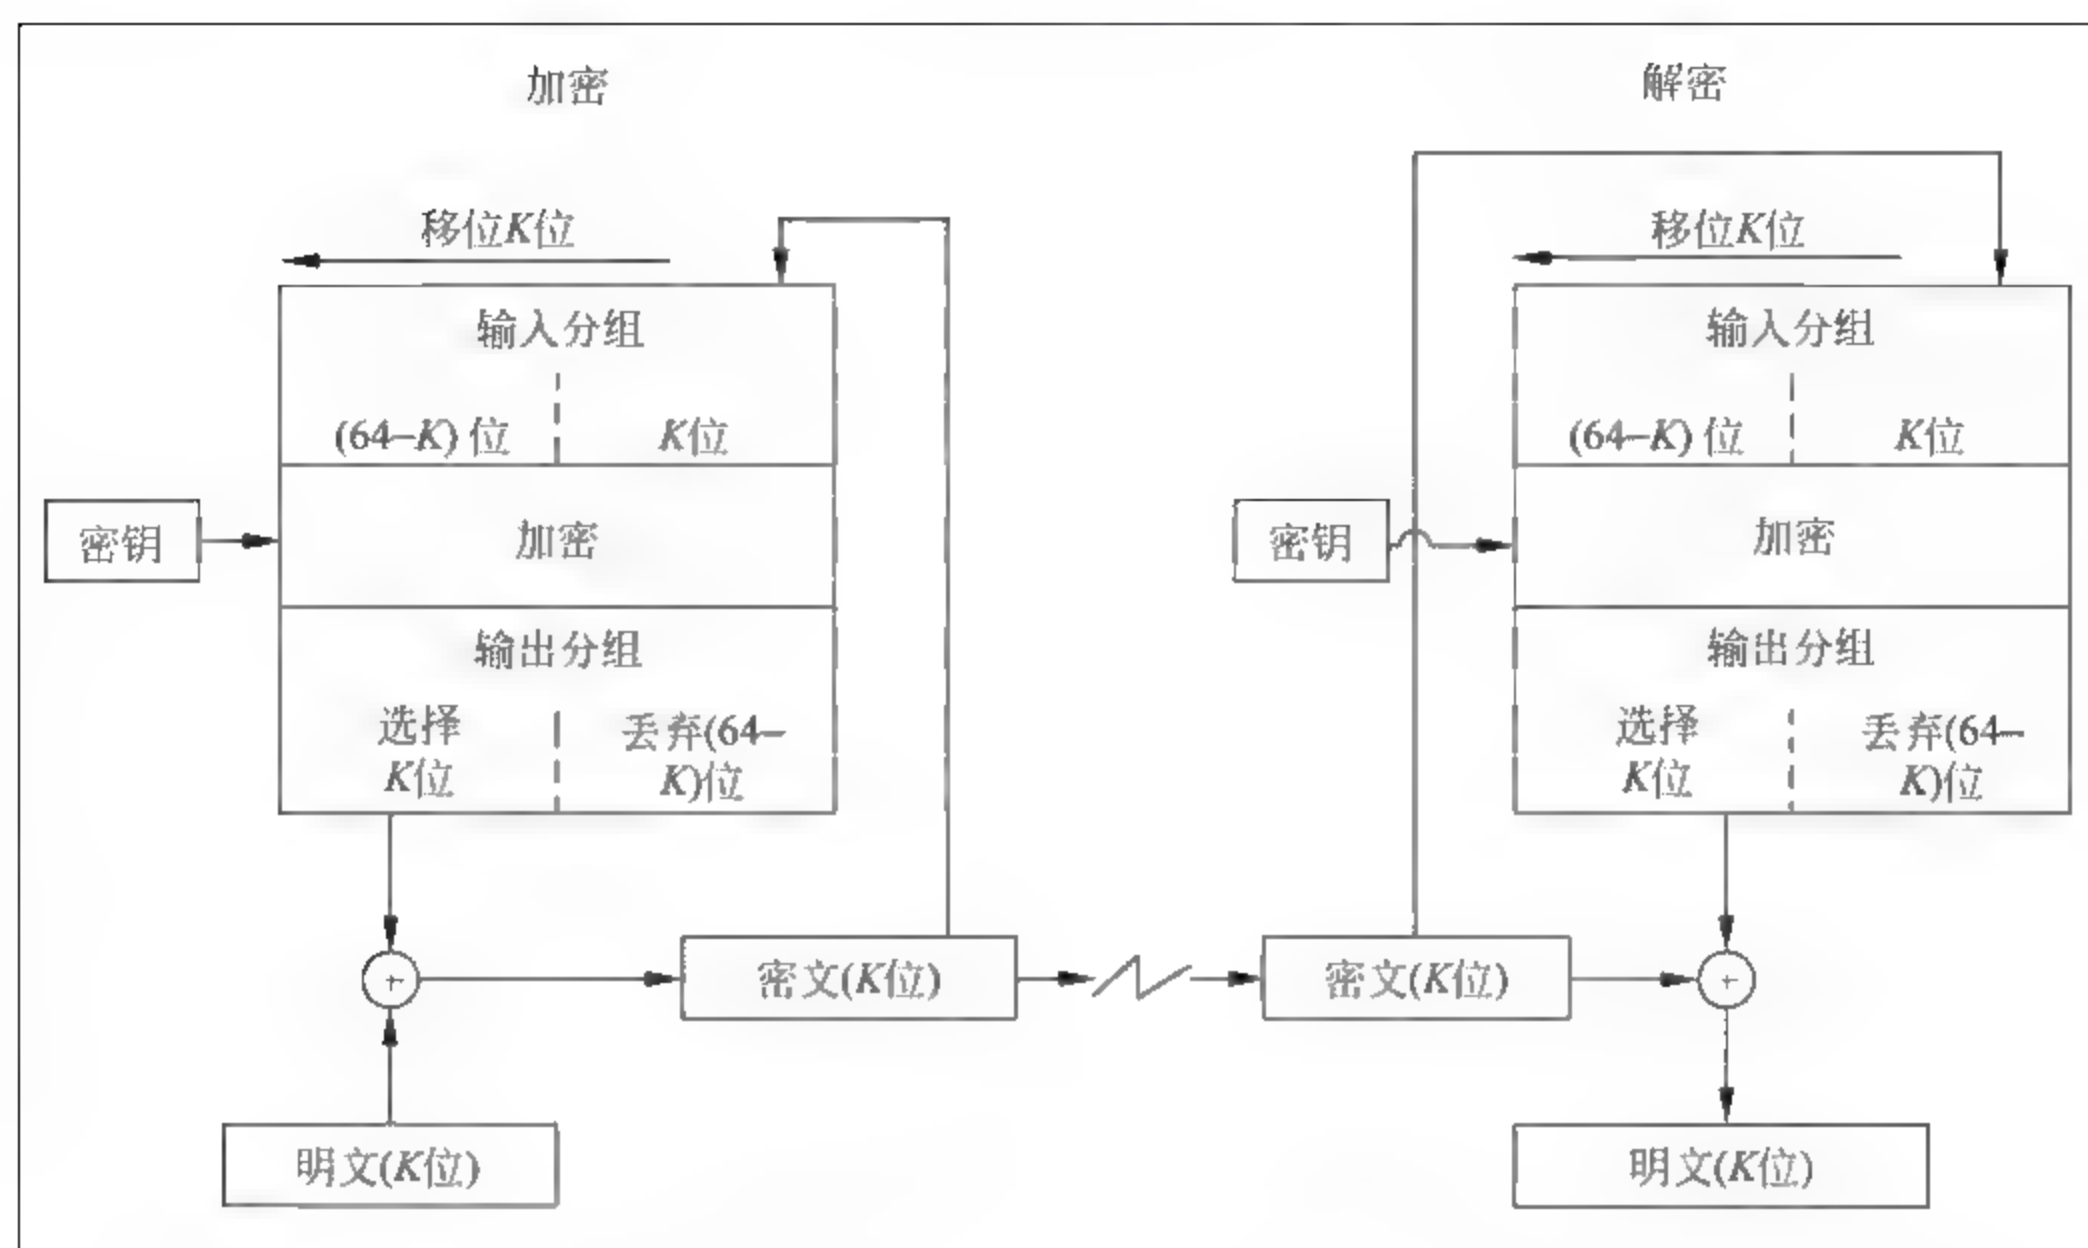 加密
移位K位
输入分组
(64–K) 位
K位
密钥
加密
输出分组
选择
K位
丢弃(64–
K)位
密文(K位)
明文(K位)
解密
移位K位
输入分组
(64–K) 位
K位
密钥
加密
输出分组
选择
K位
丢弃(64–
K)位
密文(K位)
明文(K位)